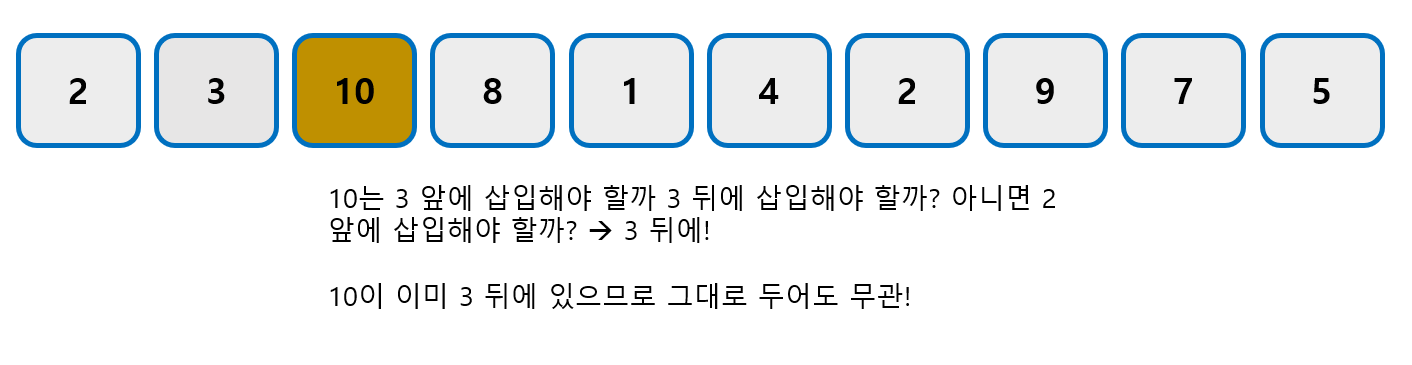 2 3 10 8 1 4 2 9 7 5
10는 3 앞에 삽입해야 할까 3 뒤에 삽입해야 할까? 아니면 2
앞에 삽입해야 할까? → 3 뒤에!
10이 이미 3 뒤에 있으므로 그대로 두어도 무관!